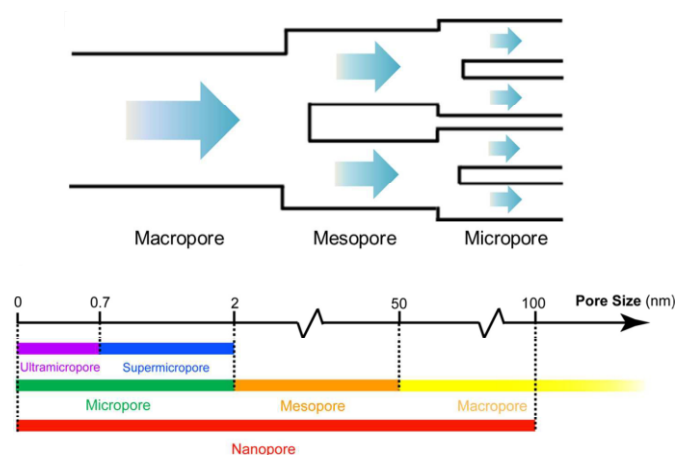 Macropore Mesopore Micropore
0 0.7 2 50 100 Pore Size (nm)
Ultramicropore Supermicropore
Micropore Mesopore Macropore
Nanopore